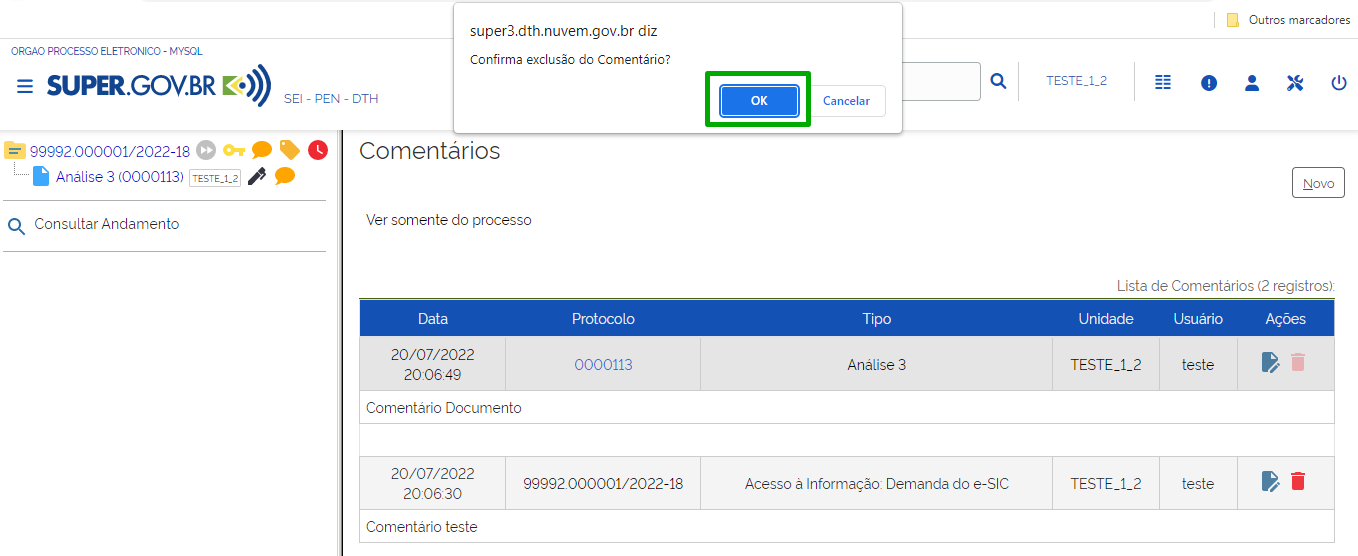 super3.dth.nuvem.gov.br diz
Confirma exclusão do Comentário?
OK
Cancelar
Outros marcadores
ORGAO PROCESSO ELETRONICO - MYSQL
SUPER.GOV.BR
SEI - PEN - DTH
TESTE_1_2
99992.000001/2022-18
Análise 3 (0000113) TESTE_1_2
Consultar Andamento
Comentários
Novo
Ver somente do processo
Lista de Comentários (2 registros):
Data Protocolo Tipo Unidade Usuário Ações
20/07/2022
20:06:49
0000113 Análise 3 TESTE_1_2 teste
Comentário Documento
20/07/2022
20:06:30
99992.000001/2022-18 Acesso à Informação: Demanda do e-SIC TESTE_1_2 teste
Comentário teste